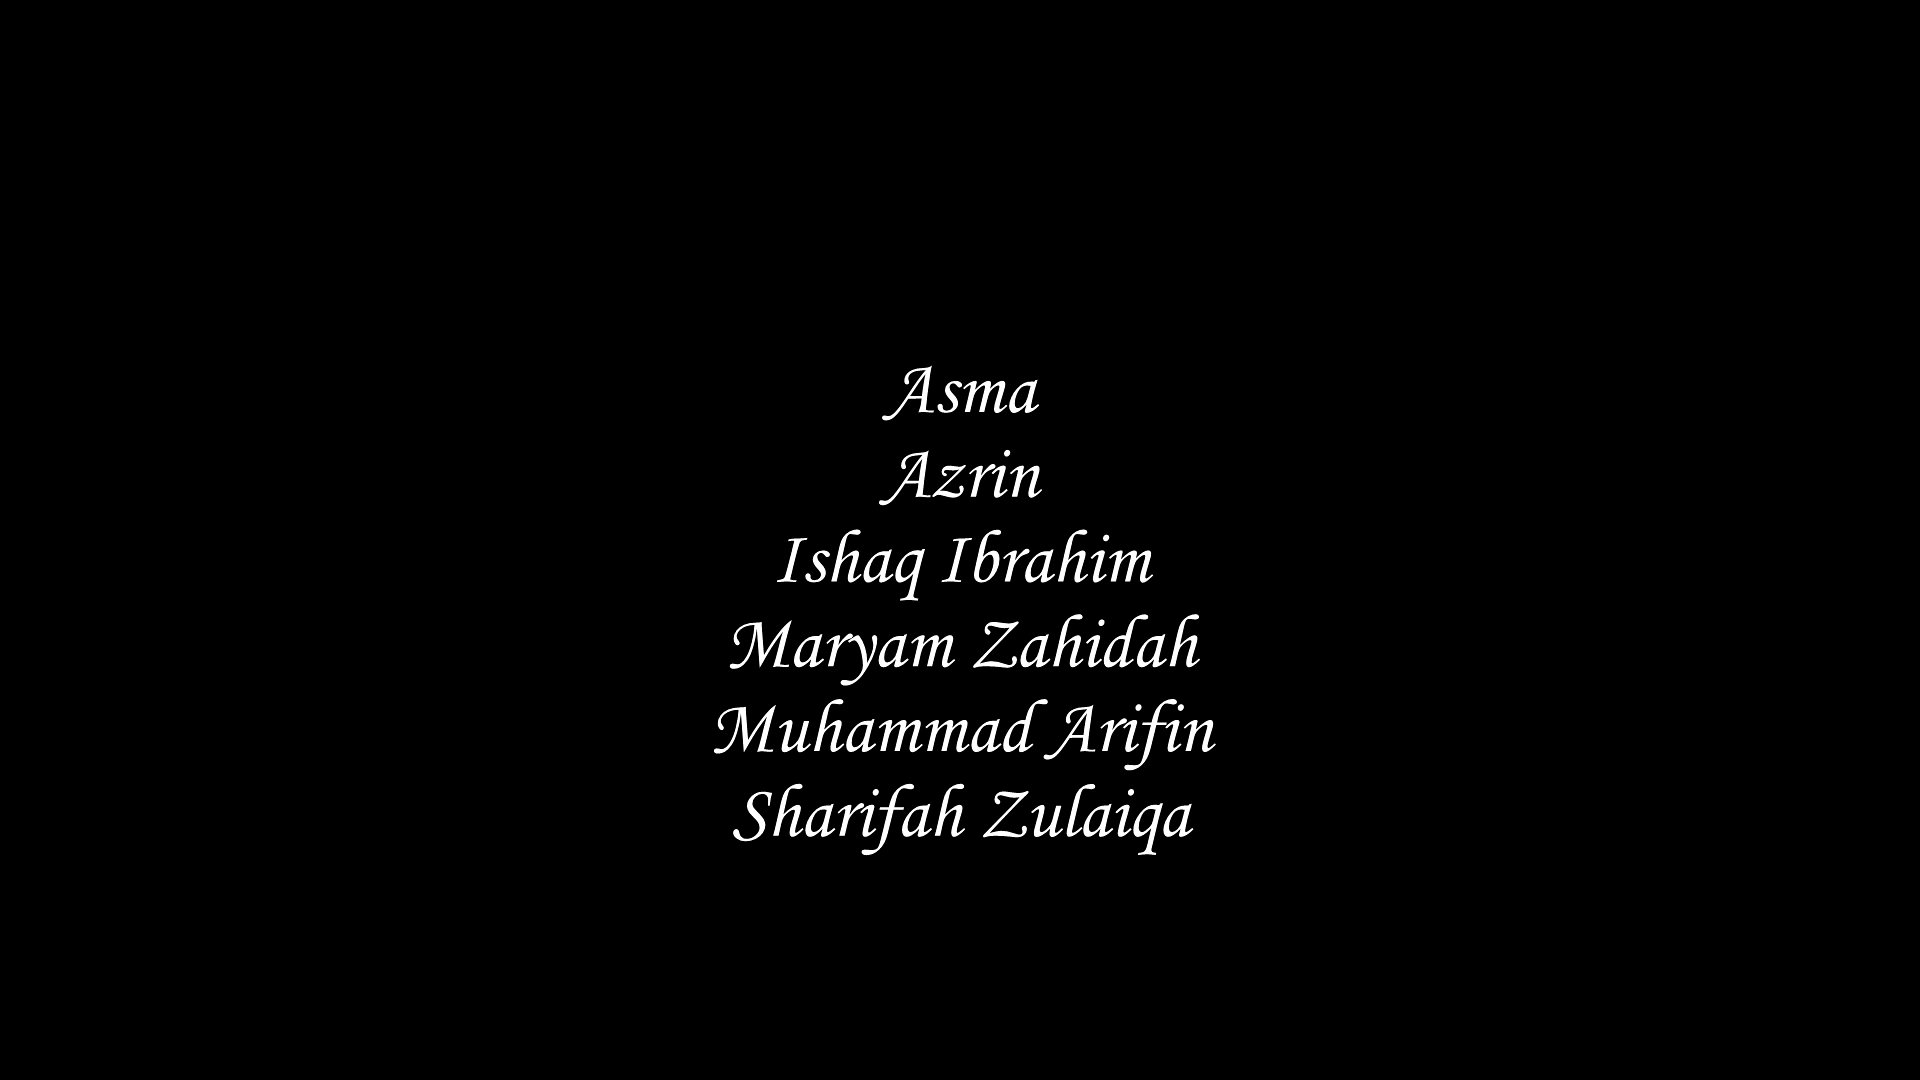 Asma
Azrin
Ishaq Ibrahim
Maryam Zahidah
Muhammad Arifin
Sharifah Zulaiqa